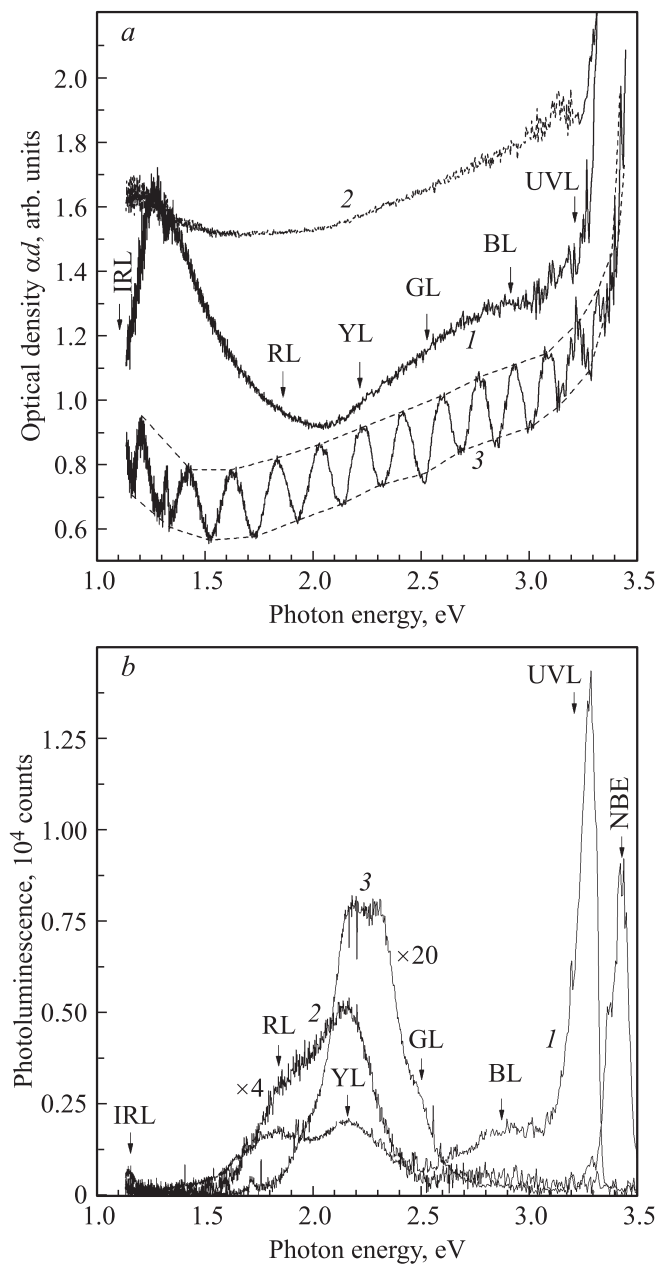 a
2.0
1.8
1.6
1.4
1.2
1.0
0.8
0.6
Optical density αd, arb. units
2
UVL
IRL
BL
GL
1
YL
RL
3
1.0 1.5 2.0 2.5 3.0 3.5
Photon energy, eV
b
UVL
1.25
NBE
1.00
3
0.75
×20
Photoluminescence, 10⁴ counts
0.50
RL
2
GL
1
×4
YL
BL
0.25
IRL
0
1.0 1.5 2.0 2.5 3.0 3.5
Photon energy, eV